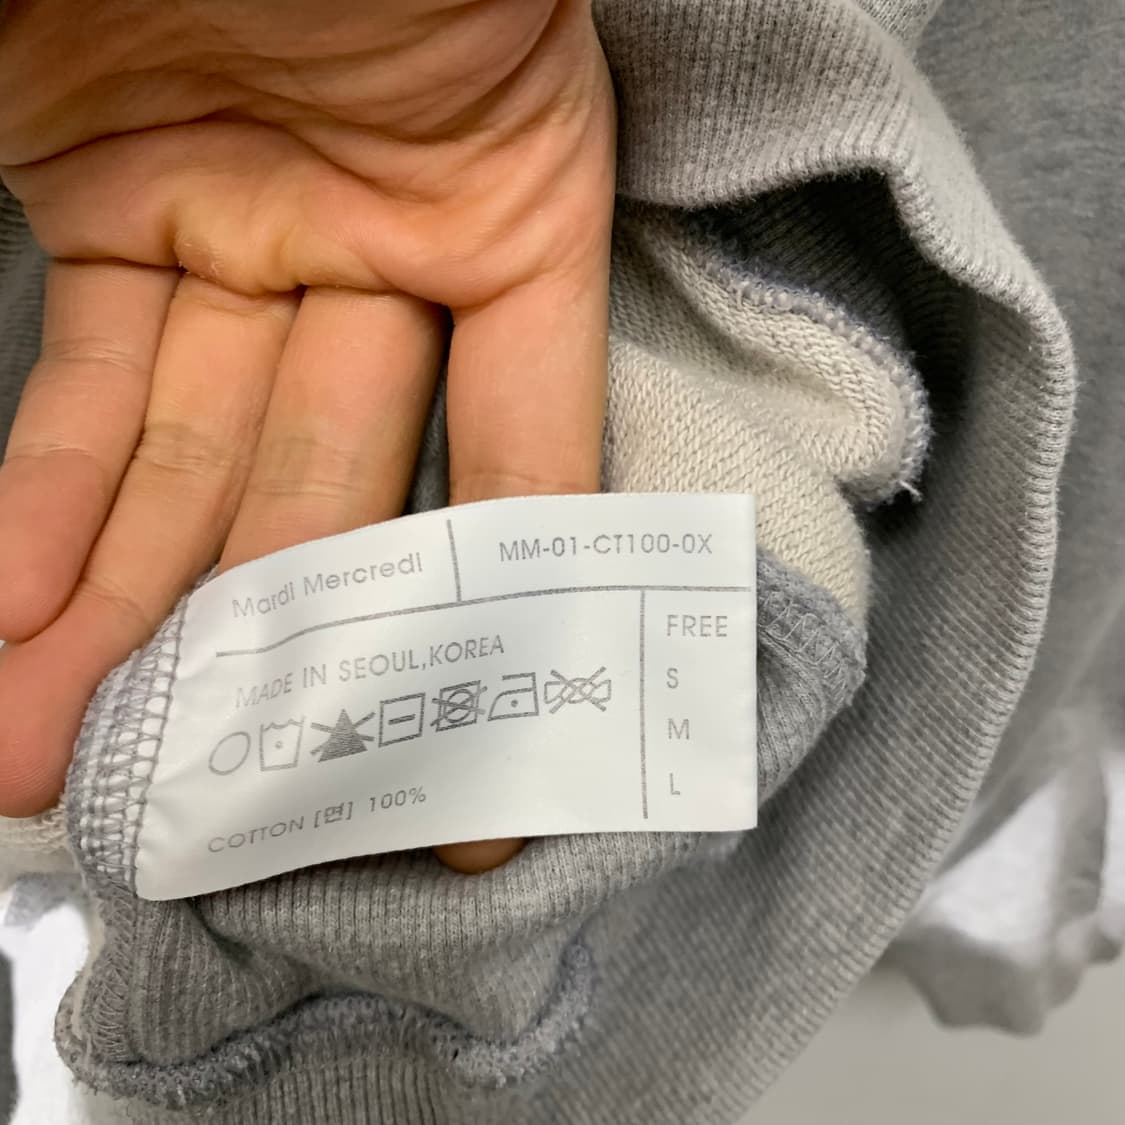 Mardi Mercredi
MM-01-CT100-0X
MADE IN SEOUL,KOREA
COTTON [면] 100%
FREE
S
M
L